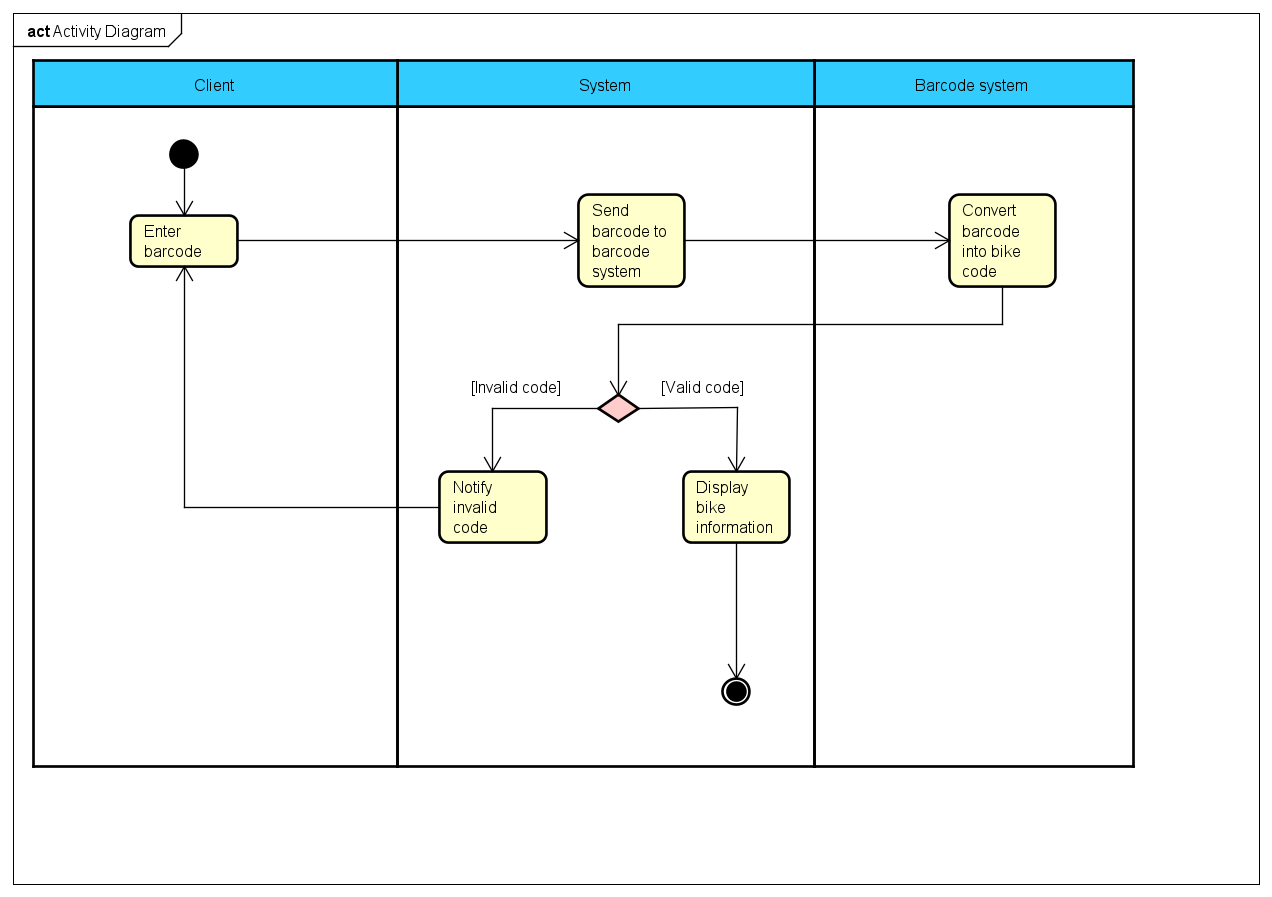 act Activity Diagram
Client
System
Barcode system
Enter
barcode
Send
barcode to
barcode
system
Convert
barcode
into bike
code
[Invalid code]
[Valid code]
Notify
invalid
code
Display
bike
information